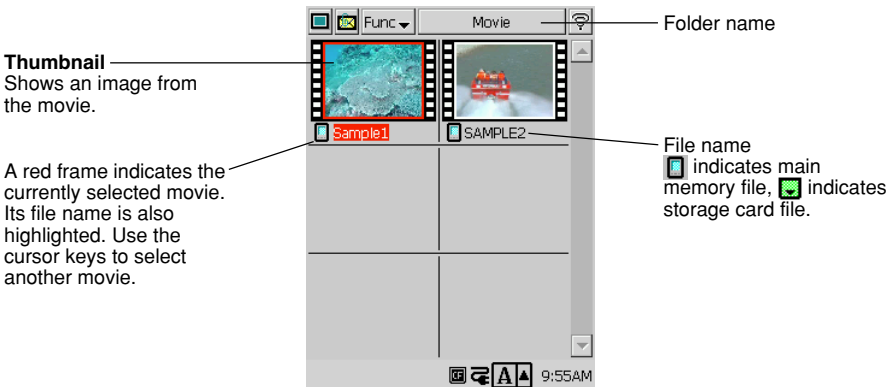 Func
Movie
Folder name
Thumbnail
Shows an image from
the movie.
Sample1
SAMPLE2
A red frame indicates the
currently selected movie.
Its file name is also
highlighted. Use the
cursor keys to select
another movie.
File name
indicates main
memory file, indicates
storage card file.
CF A 9:55AM